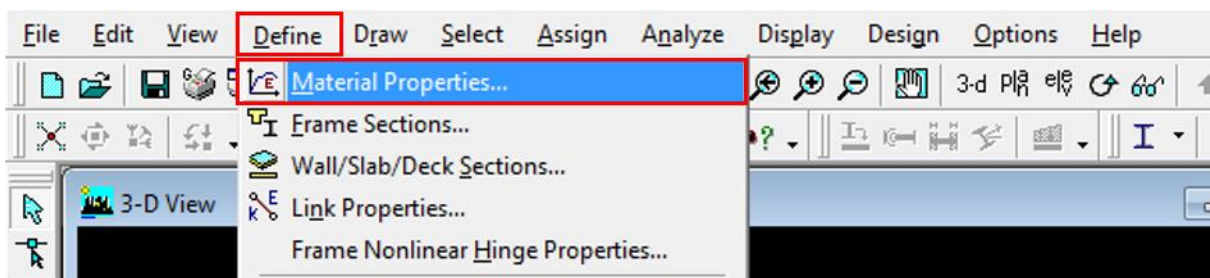 File Edit View Define Draw Select Assign Analyze Display Design Options Help
Material Properties...
3-d
Frame Sections...
Wall/Slab/Deck Sections...
3-D View
Link Properties...
Frame Nonlinear Hinge Properties...